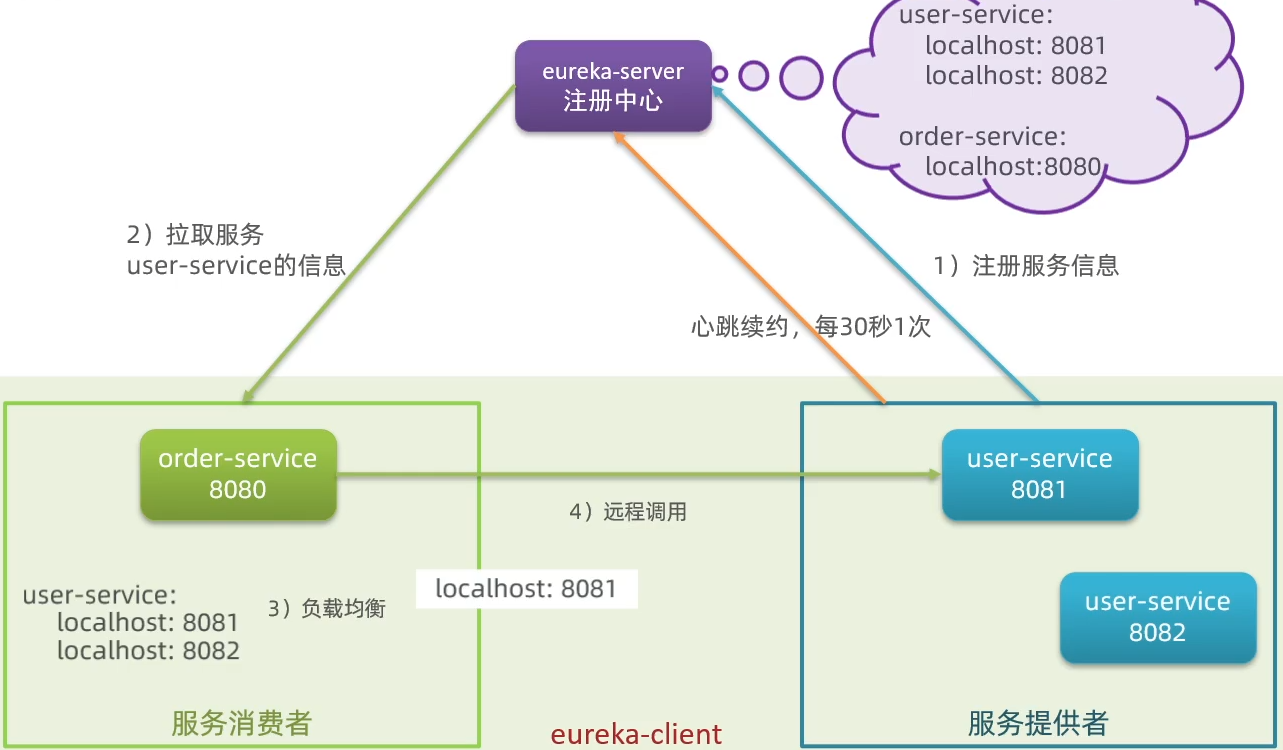 user-service:
localhost: 8081
localhost: 8082
order-service:
localhost:8080
eureka-server
注册中心
2）拉取服务
user-service的信息
1）注册服务信息
心跳续约，每30秒1次
order-service
8080
user-service
8081
4）远程调用
user-service:
localhost: 8081
localhost: 8082
3）负载均衡
localhost: 8081
user-service
8082
服务消费者
eureka-client
服务提供者